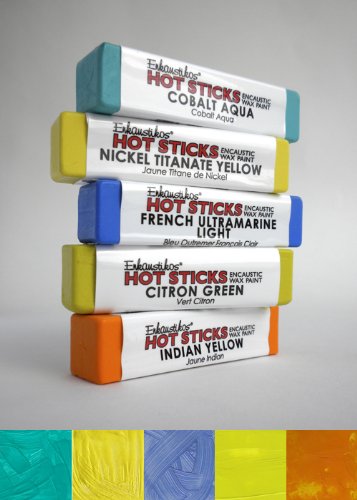 Enkaustikos®
HOT STICKS ENCAUSTIC WAX PAINT
COBALT AQUA
Cobalt Aqua
Enkaustikos®
HOT STICKS ENCAUSTIC WAX PAINT
NICKEL TITANATE YELLOW
Jaune Titane de Nickel
Enkaustikos®
HOT STICKS ENCAUSTIC WAX PAINT
FRENCH ULTRAMARINE
LIGHT
Bleu Outremer Français Clair
Enkaustikos®
HOT STICKS ENCAUSTIC WAX PAINT
CITRON GREEN
Vert Citron
Enkaustikos®
HOT STICKS ENCAUSTIC WAX PAINT
INDIAN YELLOW
Jaune Indian